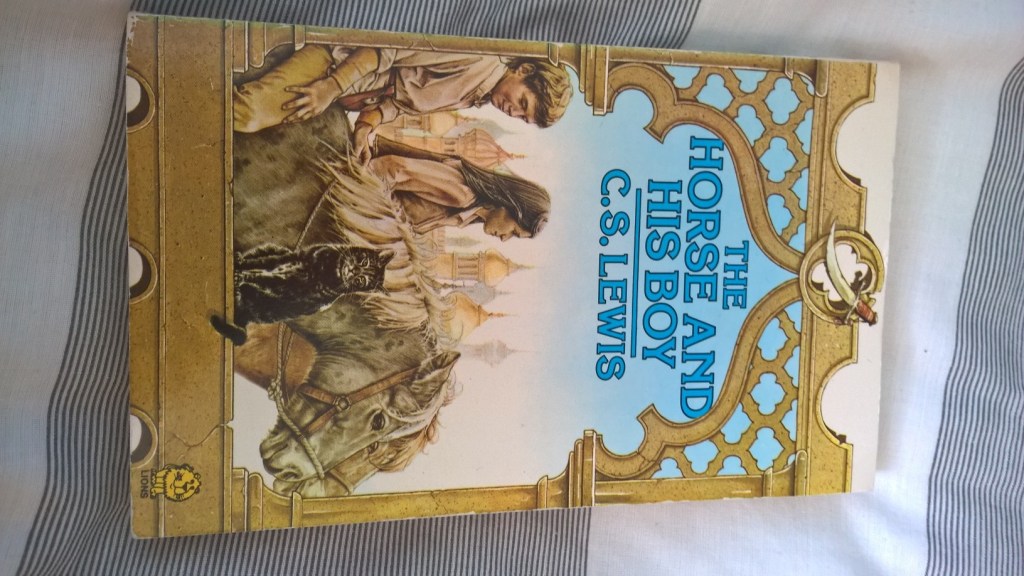 THE
HORSE AND
HIS BOY
C.S. LEWIS
LIONS